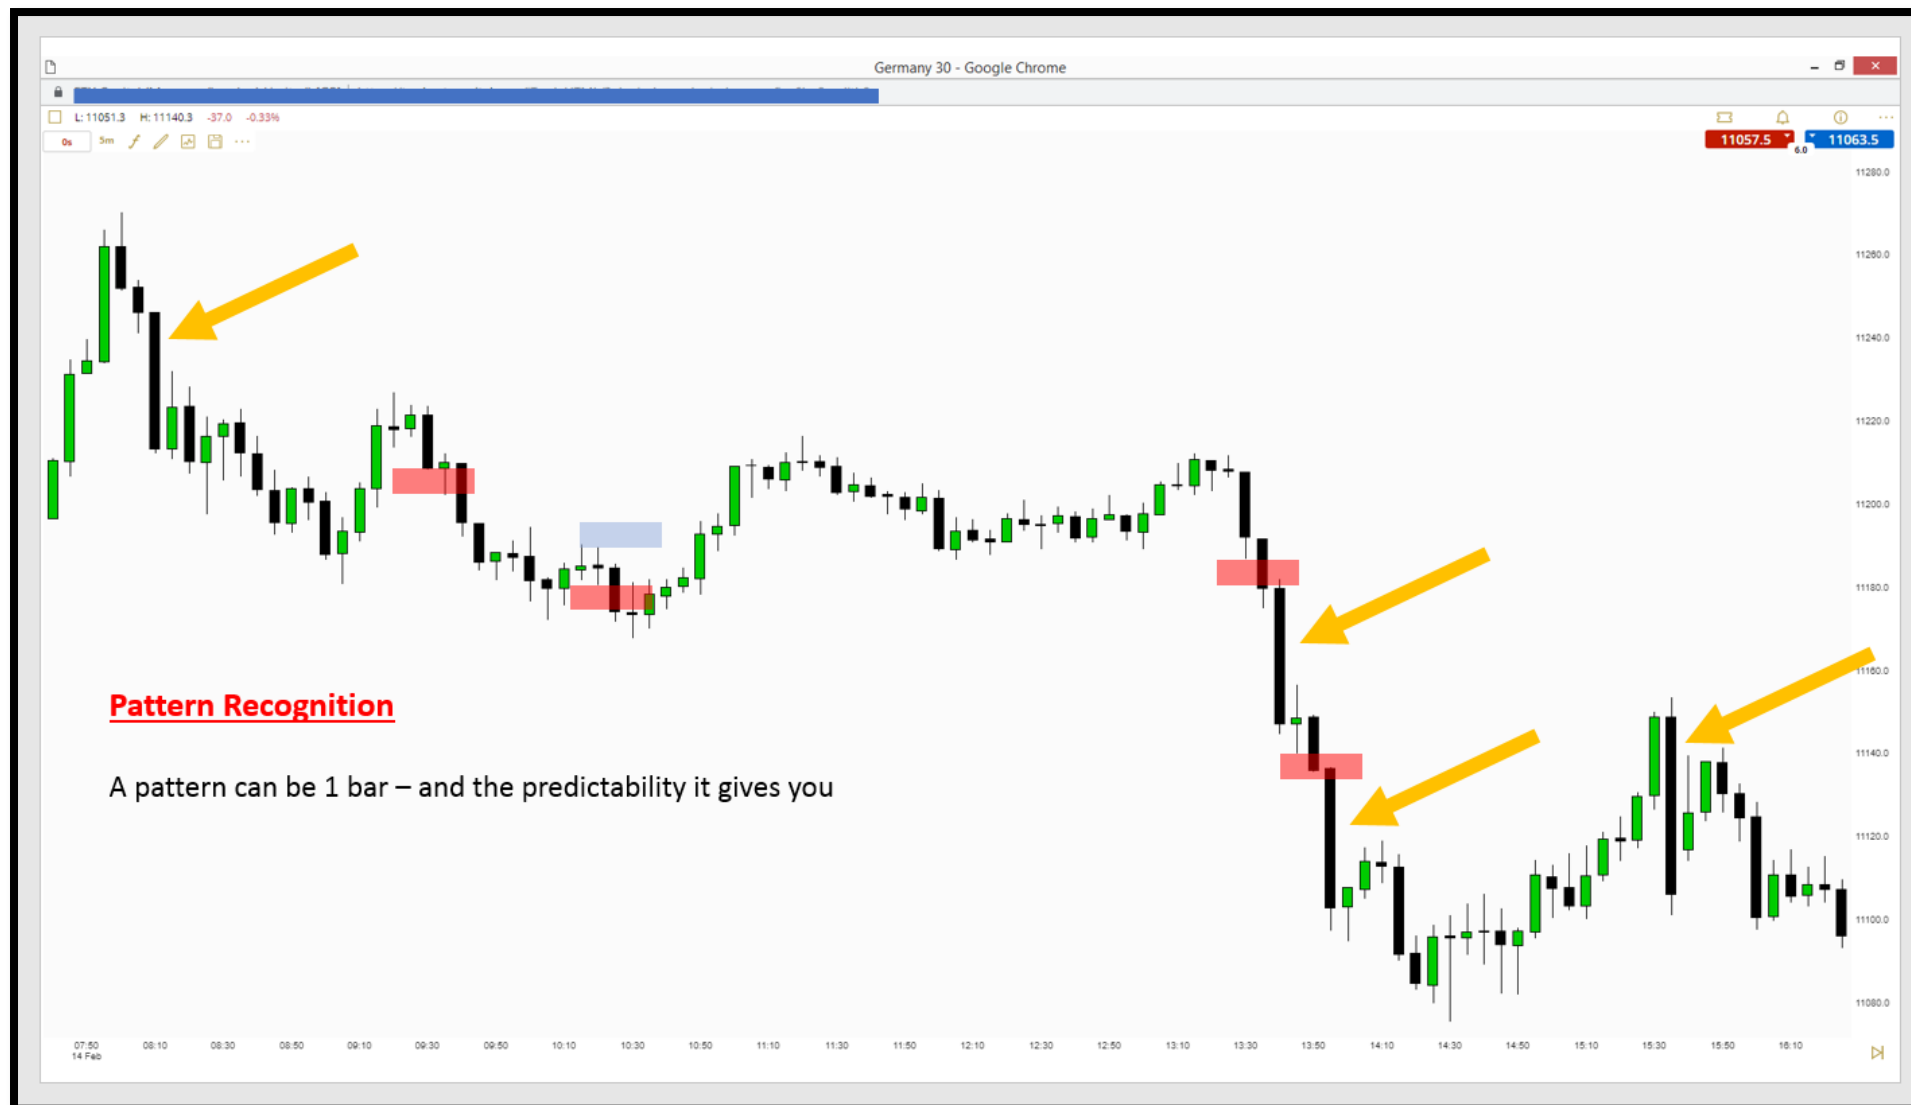 Germany 30 - Google Chrome
L: 11051.3 H: 11140.3 -37.0 -0.33%
0s 5m
11057.5 6.0 11063.5
11280.0
11260.0
11240.0
11220.0
11200.0
11180.0
11160.0
11140.0
11120.0
11100.0
11080.0
Pattern Recognition
A pattern can be 1 bar – and the predictability it gives you
07:50 08:10 08:30 08:50 09:10 09:30 09:50 10:10 10:30 10:50 11:10 11:30 11:50 12:10 12:30 12:50 13:10 13:30 13:50 14:10 14:30 14:50 15:10 15:30 15:50 16:10
14 Feb